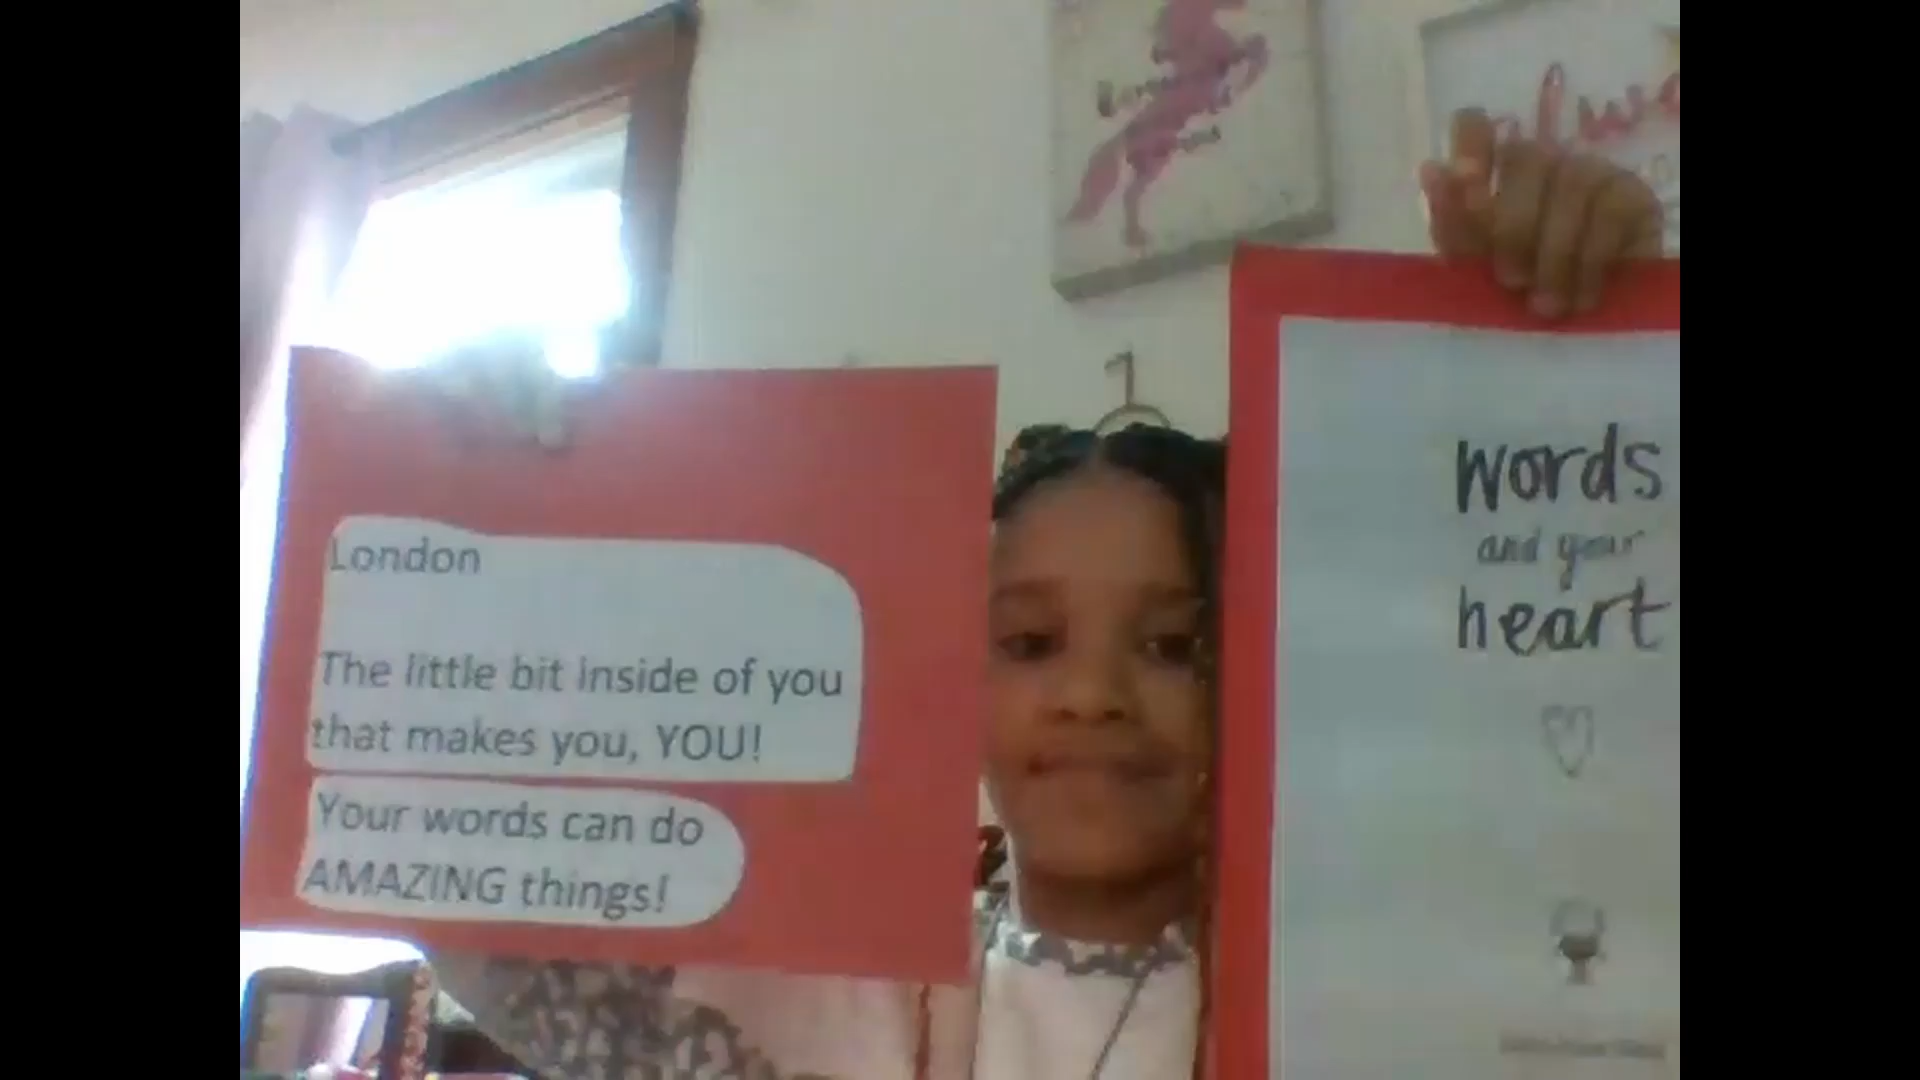 London
The little bit inside of you
that makes you, YOU!
Your words can do
AMAZING things!
words
and your
heart